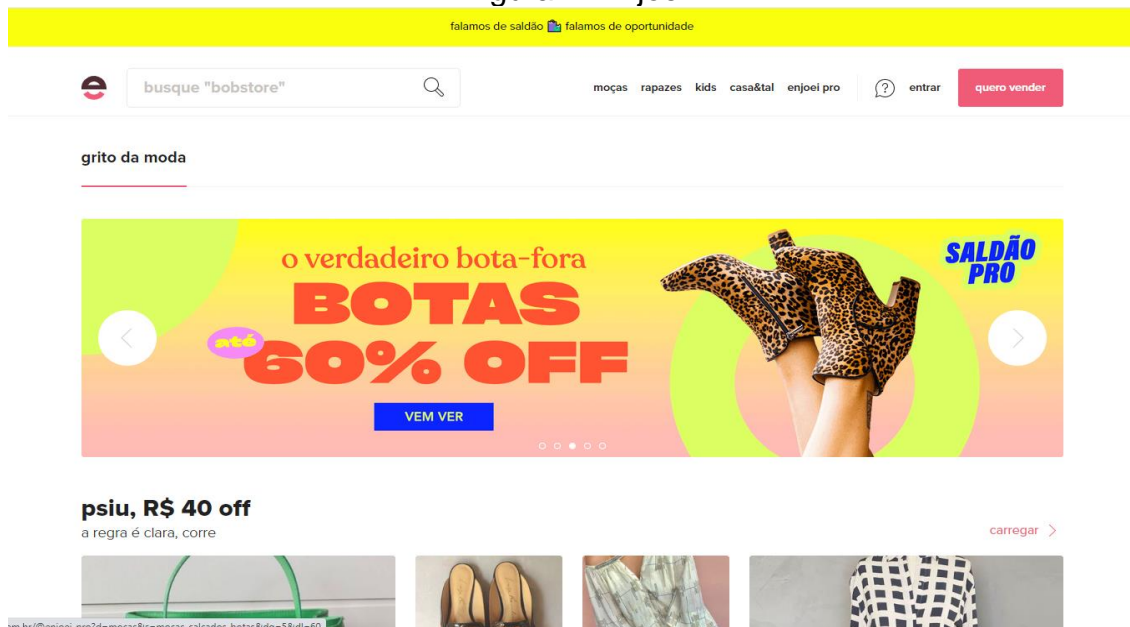 falamos de saldão 🛍 falamos de oportunidade
e busque "bobstore" moças rapazes kids casa&tal enjoei pro ? entrar quero vender
grito da moda
o verdadeiro bota-fora
BOTAS
até
60% OFF
VEM VER
SALDÃO
PRO
psiu, R$ 40 off
a regra é clara, corre
carregar >